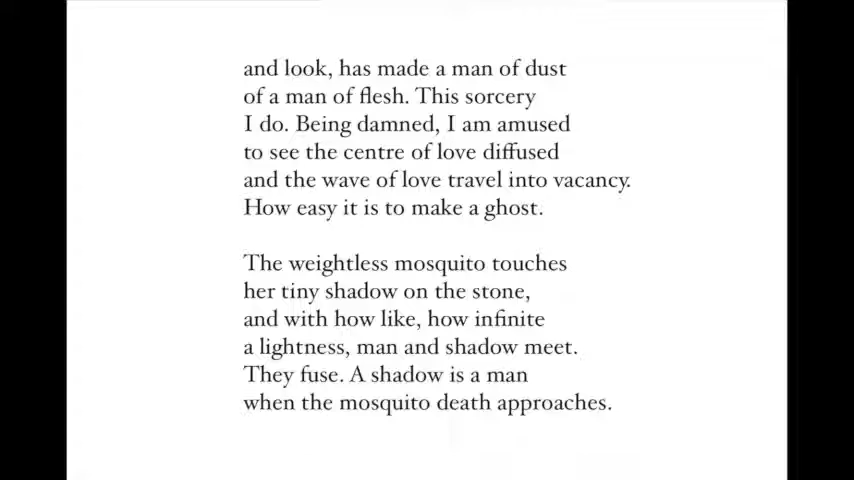 and look, has made a man of dust
of a man of flesh. This sorcery
I do. Being damned, I am amused
to see the centre of love diffused
and the wave of love travel into vacancy.
How easy it is to make a ghost.
The weightless mosquito touches
her tiny shadow on the stone,
and with how like, how infinite
a lightness, man and shadow meet.
They fuse. A shadow is a man
when the mosquito death approaches.